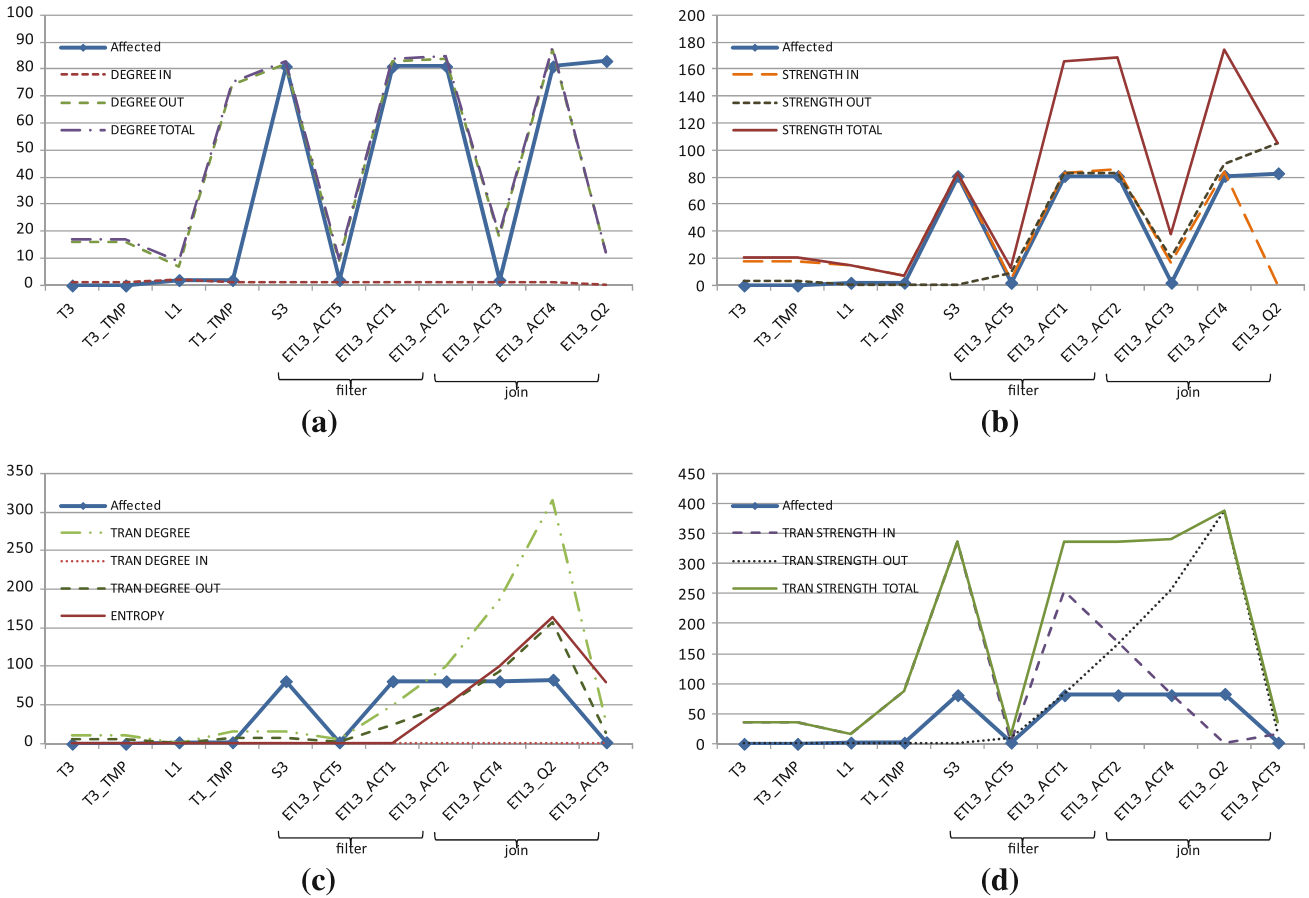 100
90
80
70
60
50
40
30
20
10
0
Affected
DEGREE IN
DEGREE OUT
DEGREE TOTAL
T3
T3_TMP
L1
T1_TMP
S3
ETL3_ACT5
ETL3_ACT1
ETL3_ACT2
ETL3_ACT3
ETL3_ACT4
ETL3_Q2
filter
join
(a)
200
180
160
140
120
100
80
60
40
20
0
Affected
STRENGTH IN
STRENGTH OUT
STRENGTH TOTAL
T3
T3_TMP
L1
T1_TMP
S3
ETL3_ACT5
ETL3_ACT1
ETL3_ACT2
ETL3_ACT3
ETL3_ACT4
ETL3_Q2
filter
join
(b)
350
300
250
200
150
100
50
0
Affected
TRAN DEGREE
TRAN DEGREE IN
TRAN DEGREE OUT
ENTROPY
T3
T3_TMP
L1
T1_TMP
S3
ETL3_ACT5
ETL3_ACT1
ETL3_ACT2
ETL3_ACT4
ETL3_Q2
ETL3_ACT3
filter
join
(c)
450
400
350
300
250
200
150
100
50
0
Affected
TRAN STRENGTH IN
TRAN STRENGTH OUT
TRAN STRENGTH TOTAL
T3
T3_TMP
L1
T1_TMP
S3
ETL3_ACT5
ETL3_ACT1
ETL3_ACT2
ETL3_ACT4
ETL3_Q2
ETL3_ACT3
filter
join
(d)